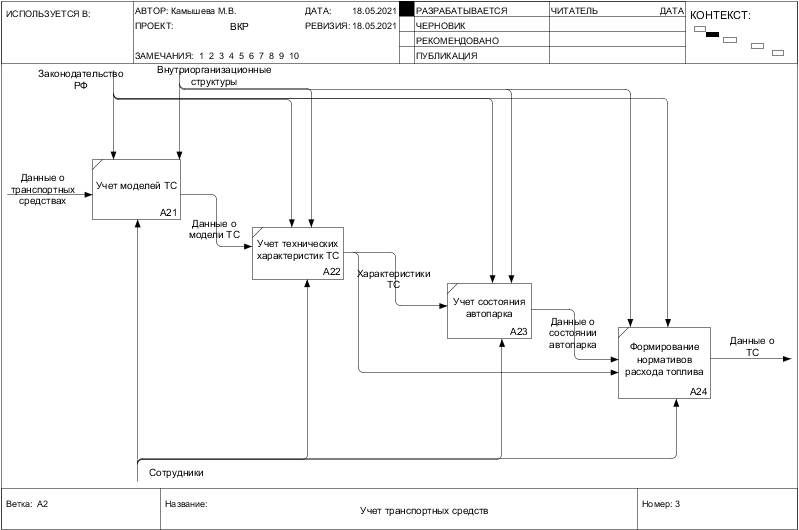 ИСПОЛЬЗУЕТСЯ В:
АВТОР: Камышева М.В.
ДАТА: 18.05.2021
РАЗРАБАТЫВАЕТСЯ
ЧИТАТЕЛЬ
ДАТА
КОНТЕКСТ:
ПРОЕКТ: ВКР
РЕВИЗИЯ: 18.05.2021
ЧЕРНОВИК
РЕКОМЕНДОВАНО
ЗАМЕЧАНИЯ: 1 2 3 4 5 6 7 8 9 10
ПУБЛИКАЦИЯ
Законодательство
РФ
Внутриорганизационные
структуры
Данные о
транспортных
средствах
Учет моделей ТС
A21
Данные о
модели ТС
Учет технических
характеристик ТС
A22
Характеристики
ТС
Учет состояния
автопарка
A23
Данные о
состоянии
автопарка
Формирование
нормативов
расхода топлива
A24
Данные о
ТС
Сотрудники
Ветка: A2
Название:
Учет транспортных средств
Номер: 3